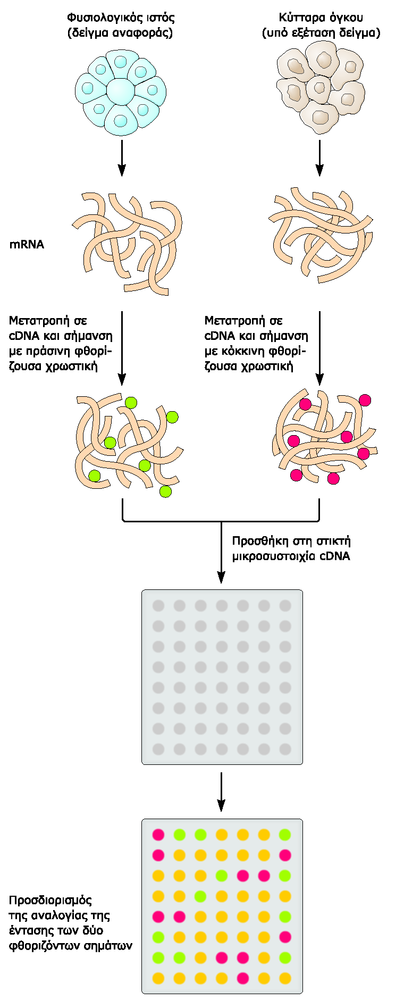 Φυσιολογικός ιστός
(δείγμα αναφοράς)
Κύτταρα όγκου
(υπό εξέταση δείγμα)
mRNA
Μετατροπή σε
cDNA και σήμανση
με πράσινη φθορί-
ζουσα χρωστική
Μετατροπή σε
cDNA και σήμανση
με κόκκινη φθορί-
ζουσα χρωστική
Προσθήκη στη στικτή
μικροσυστοιχία cDNA
Προσδιορισμός
της αναλογίας της
έντασης των δύο
φθοριζόντων σημάτων